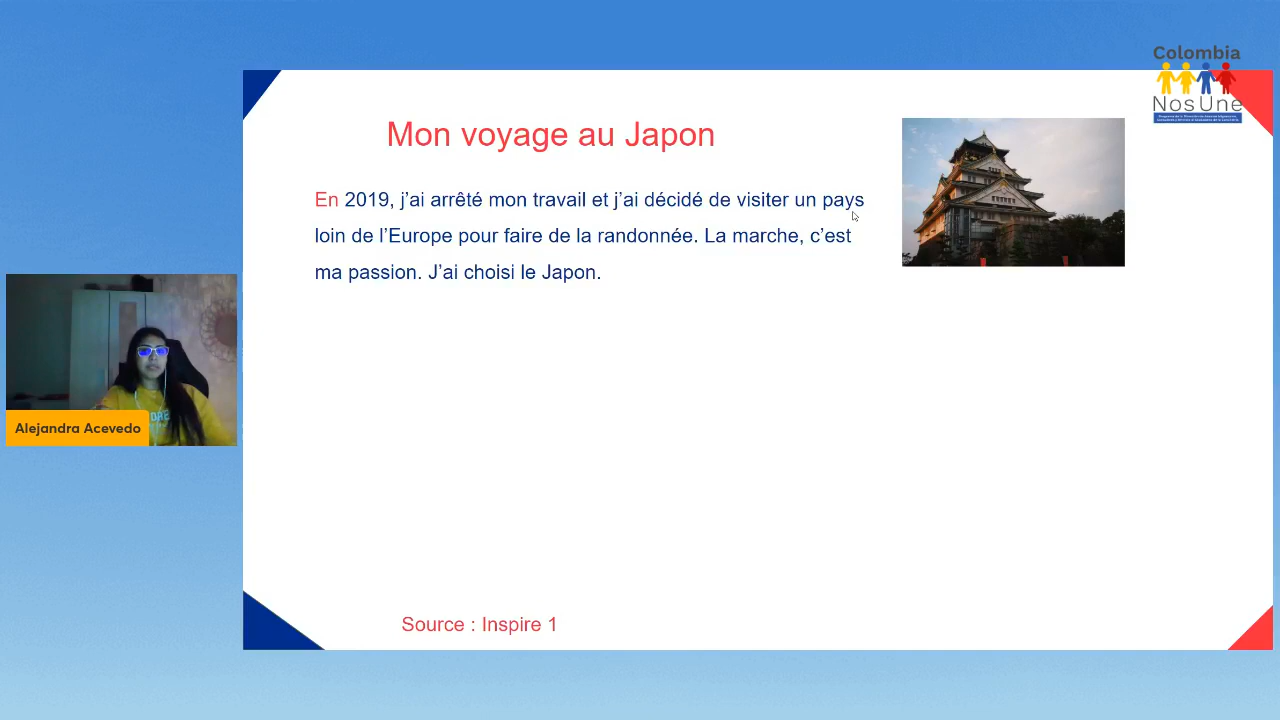 Colombia
NosUne
Mon voyage au Japon
En 2019, j'ai arrêté mon travail et j'ai décidé de visiter un pays
loin de l'Europe pour faire de la randonnée. La marche, c'est
ma passion. J'ai choisi le Japon.
Alejandra Acevedo
Source : Inspire 1